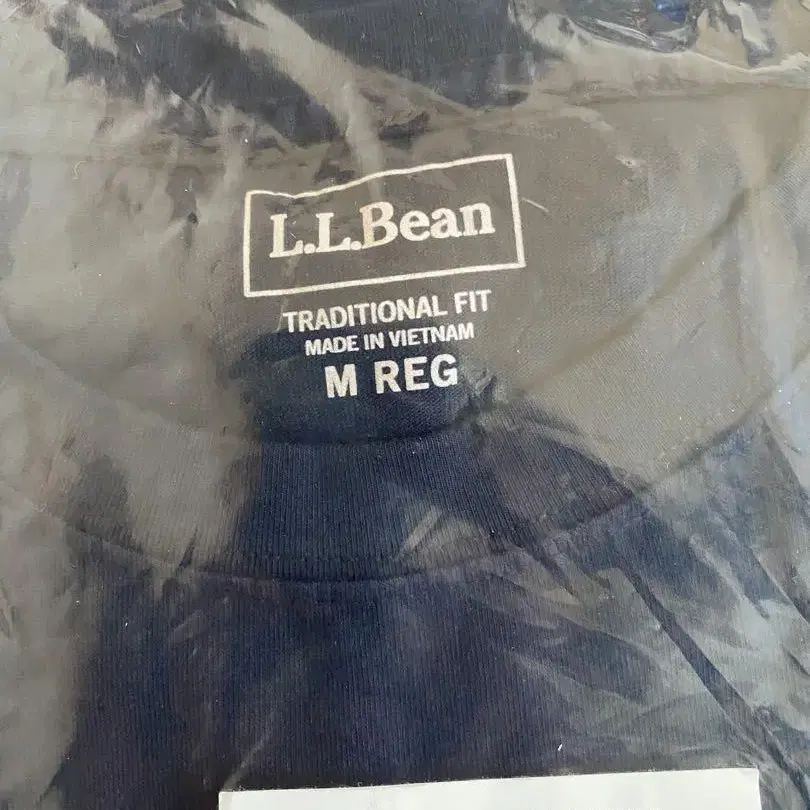 L.L.Bean
TRADITIONAL FIT
MADE IN VIETNAM
M REG